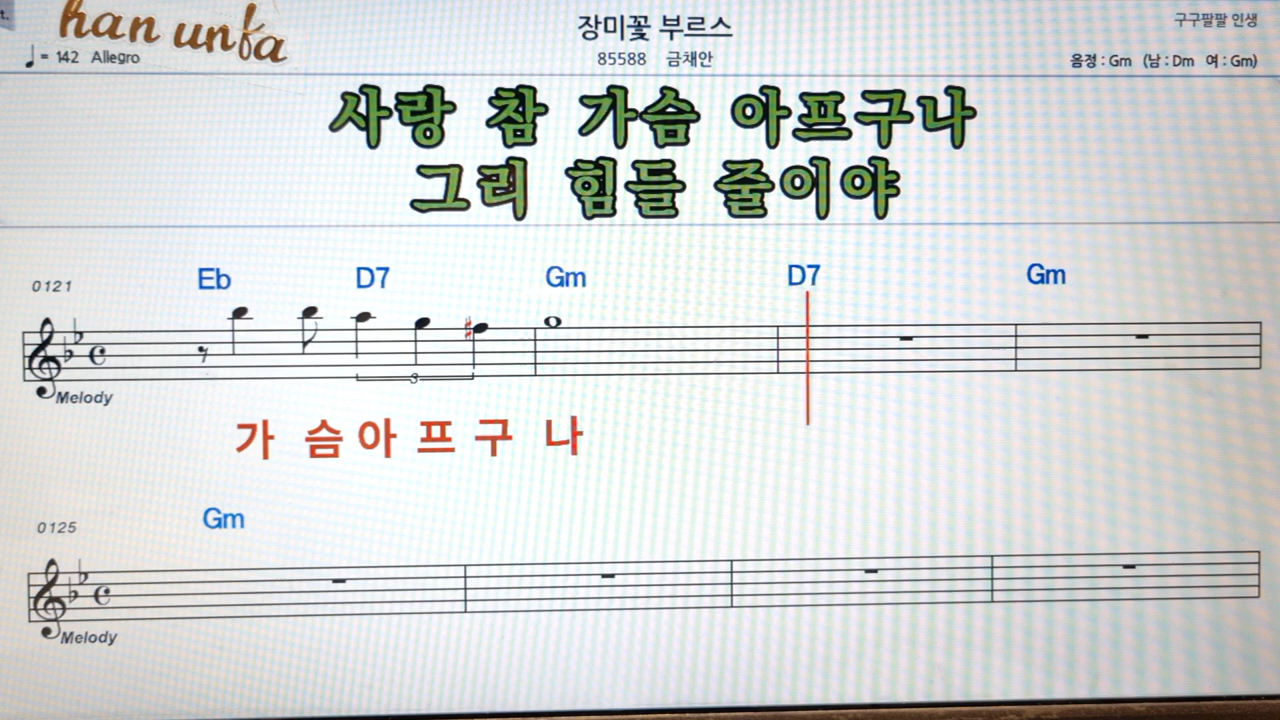 t.
han unfa
장미꽃 부르스
구구팔팔 인생
♩= 142 Allegro
85588 금채안
음정 : Gm (남 : Dm 여 : Gm)
사랑 참 가슴 아프구나
그리 힘들 줄이야
0121
Eb D7 Gm D7 Gm
3
Melody
가 슴 아 프 구 나
0125
Gm
Melody